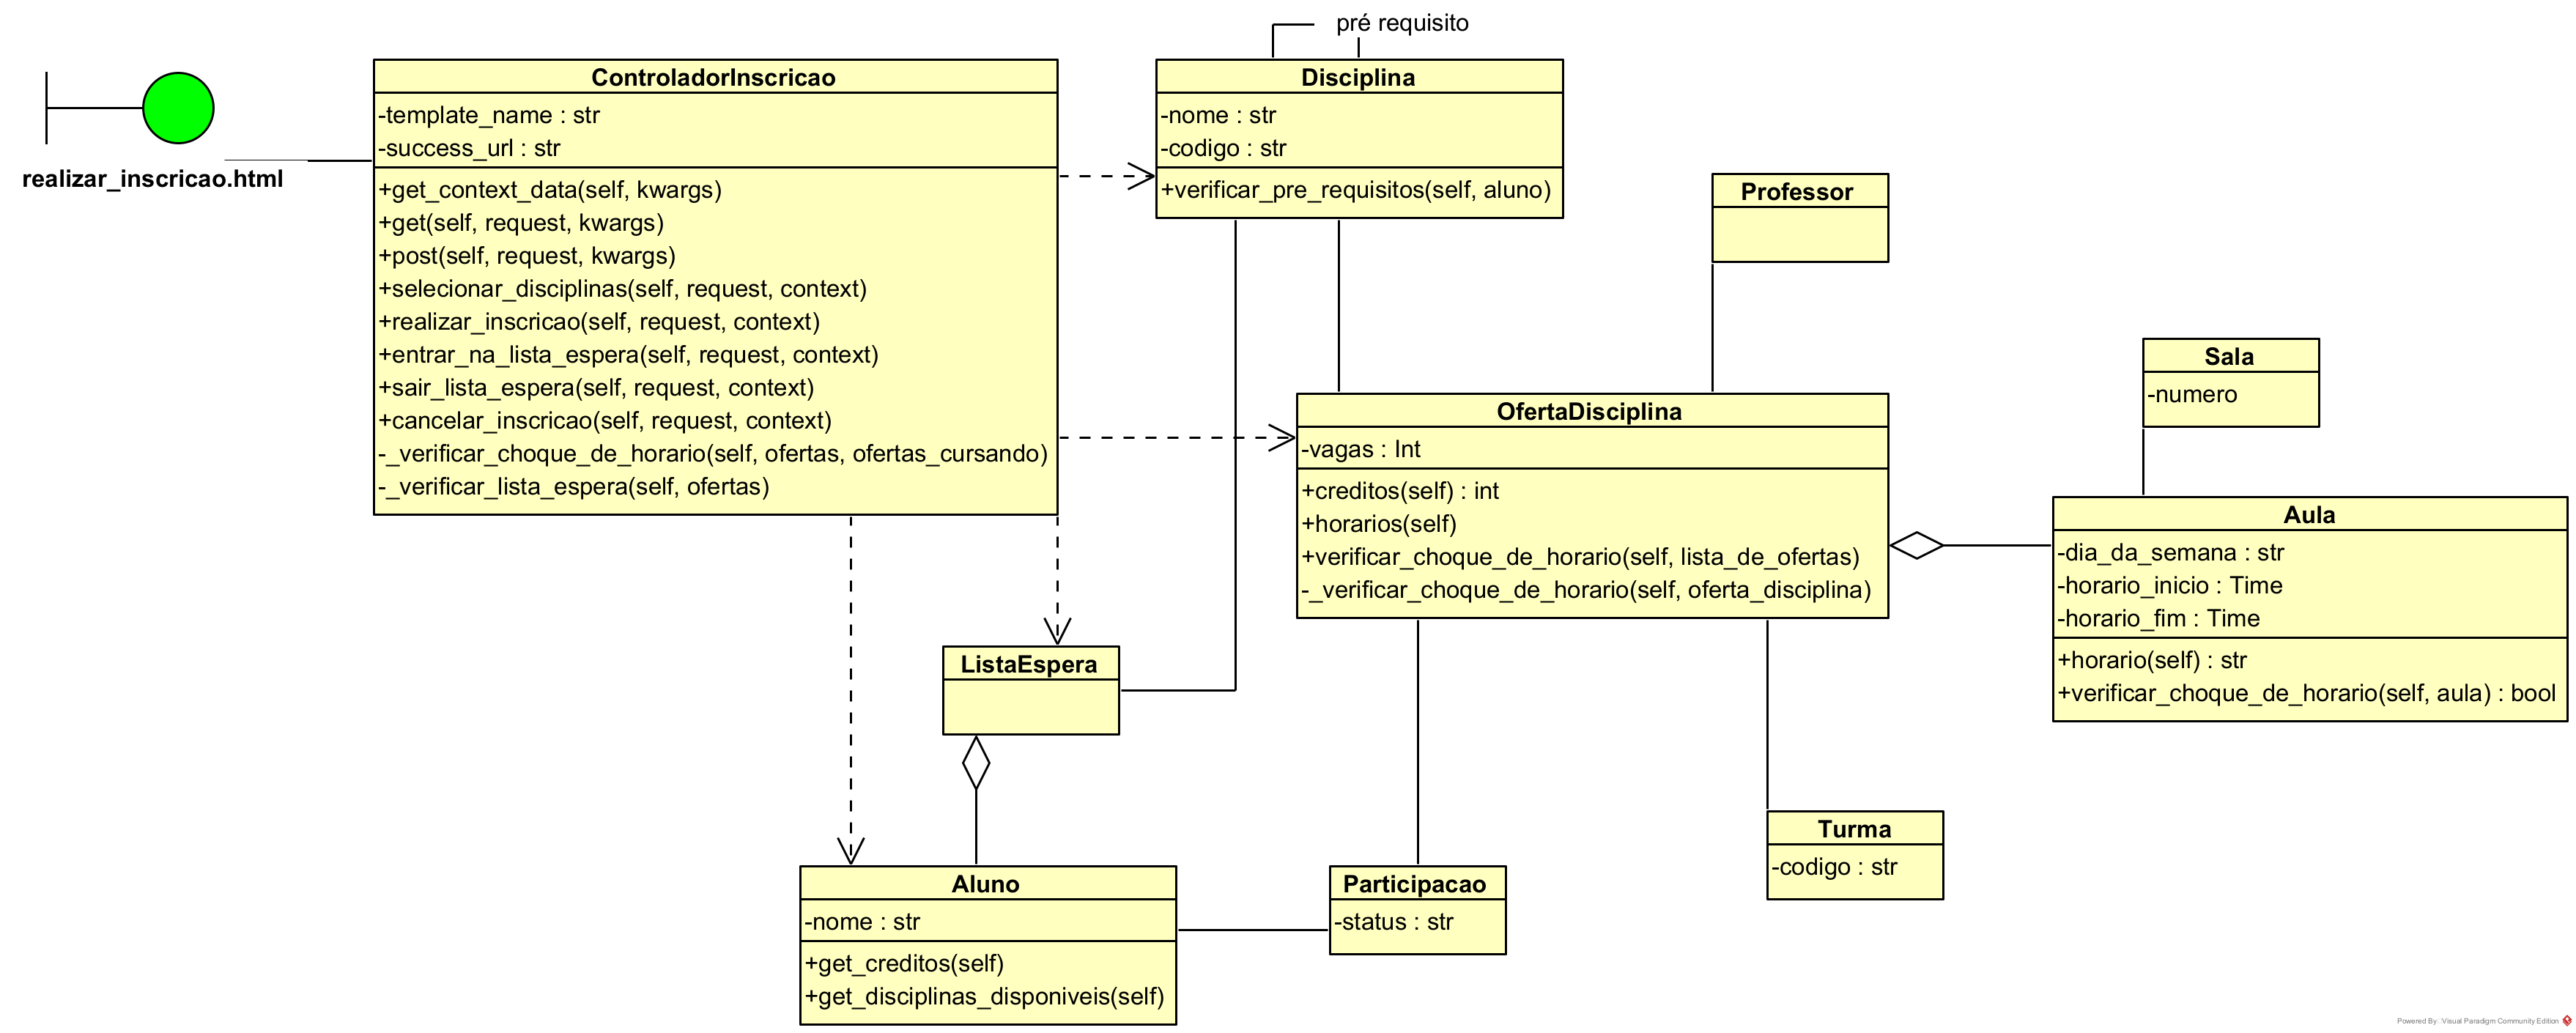 pré requisito
realizar_inscricao.html
ControladorInscricao
-template_name : str
-success_url : str
+get_context_data(self, kwargs)
+get(self, request, kwargs)
+post(self, request, kwargs)
+selecionar_disciplinas(self, request, context)
+realizar_inscricao(self, request, context)
+entrar_na_lista_espera(self, request, context)
+sair_lista_espera(self, request, context)
+cancelar_inscricao(self, request, context)
-_verificar_choque_de_horario(self, ofertas, ofertas_cursando)
-_verificar_lista_espera(self, ofertas)
Disciplina
-nome : str
-codigo : str
+verificar_pre_requisitos(self, aluno)
Professor
OfertaDisciplina
-vagas : Int
+creditos(self) : int
+horarios(self)
+verificar_choque_de_horario(self, lista_de_ofertas)
-_verificar_choque_de_horario(self, oferta_disciplina)
Sala
-numero
Aula
-dia_da_semana : str
-horario_inicio : Time
-horario_fim : Time
+horario(self) : str
+verificar_choque_de_horario(self, aula) : bool
ListaEspera
Aluno
-nome : str
+get_creditos(self)
+get_disciplinas_disponiveis(self)
Participacao
-status : str
Turma
-codigo : str
Powered By  Visual Paradigm Community Edition